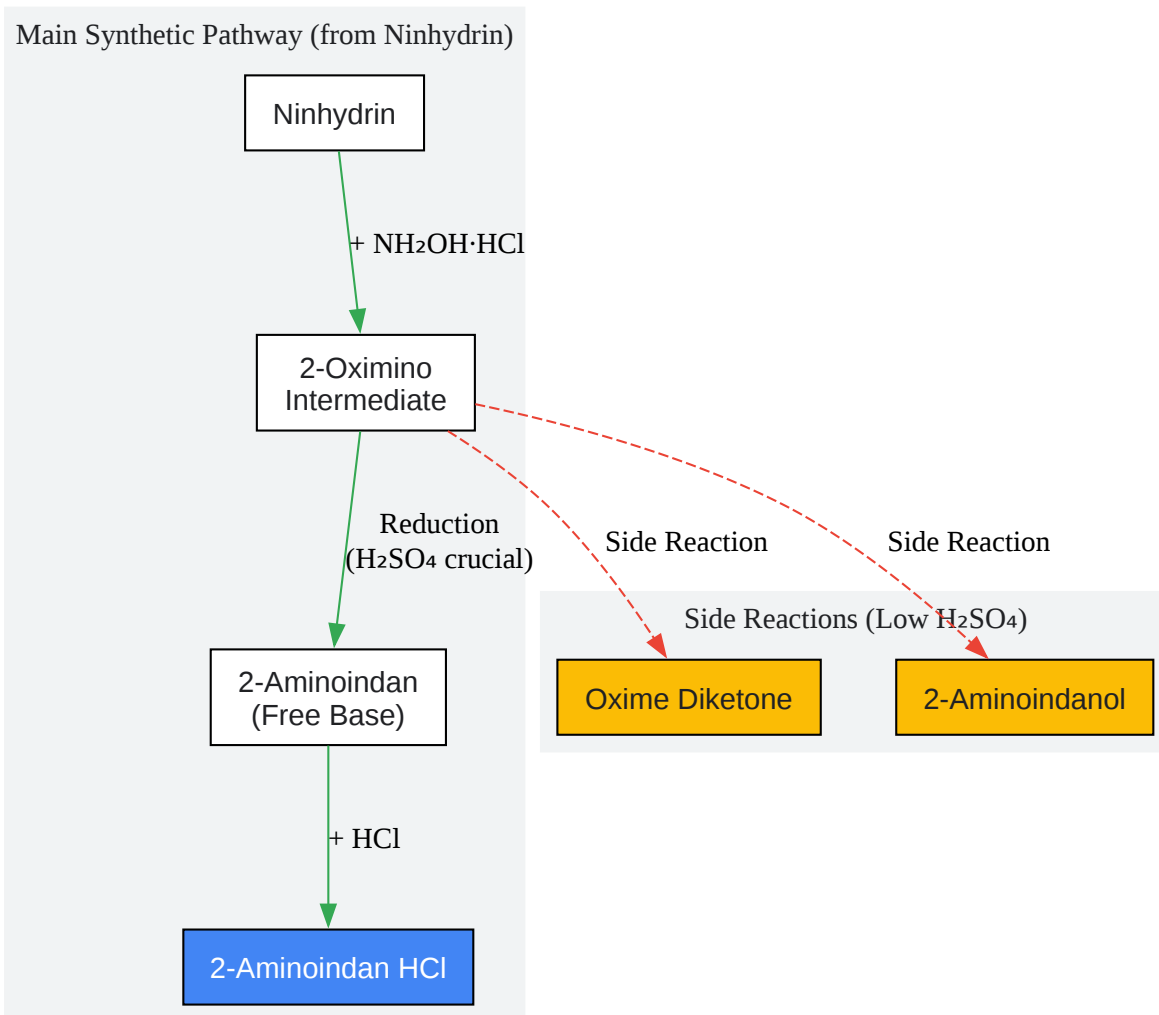 Main Synthetic Pathway (from Ninhydrin)
Ninhydrin
+ NH₂OH·HCl
2-Oximino
Intermediate
Reduction
(H₂SO₄ crucial)
Side Reaction
Side Reaction
Side Reactions (Low H₂SO₄)
2-Aminoindan
(Free Base)
Oxime Diketone
2-Aminoindanol
+ HCl
2-Aminoindan HCl